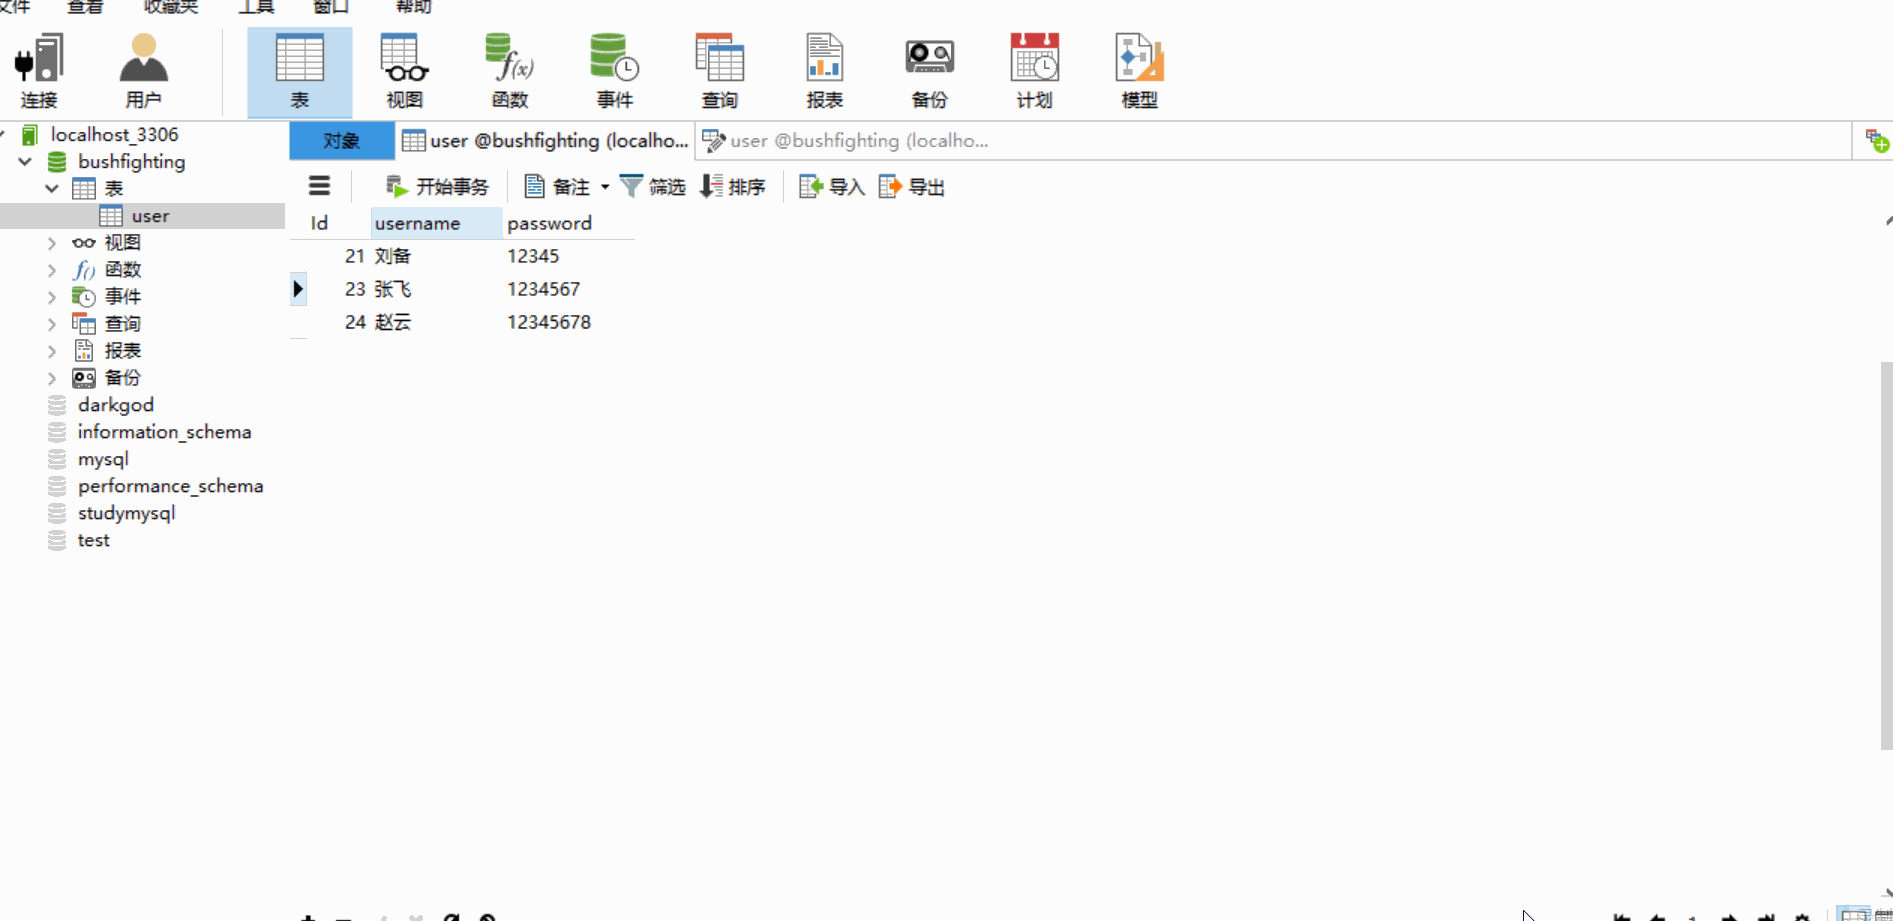 文件 查看 收藏夹 工具 窗口 帮助
连接 用户 表 视图 函数 事件 查询 报表 备份 计划 模型
localhost_3306
bushfighting
表
user
视图
函数
事件
查询
报表
备份
darkgod
information_schema
mysql
performance_schema
studymysql
test
对象 user @bushfighting (localho... user @bushfighting (localho...
开始事务 备注 筛选 排序 导入 导出
Id username password
21 刘备 12345
23 张飞 1234567
24 赵云 12345678